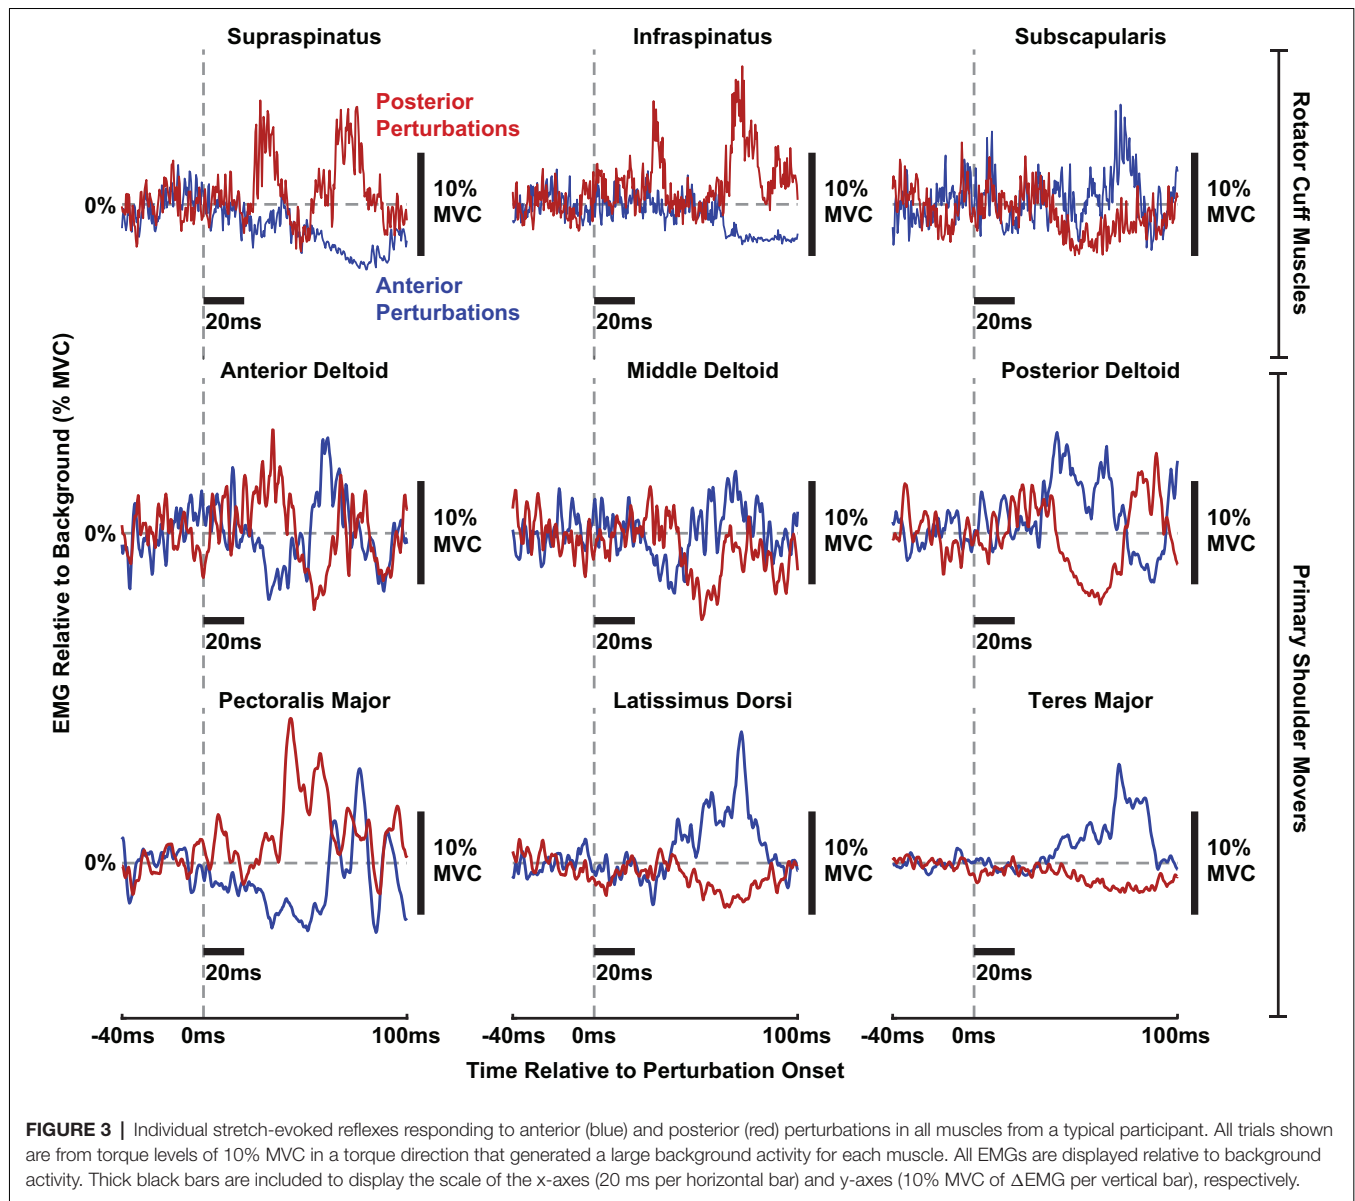 Supraspinatus
Infraspinatus
Subscapularis
Posterior
Perturbations
Anterior
Perturbations
0%
10%
MVC
10%
MVC
10%
MVC
20ms
20ms
20ms
Rotator Cuff Muscles
EMG Relative to Background (% MVC)
Anterior Deltoid
Middle Deltoid
Posterior Deltoid
0%
10%
MVC
10%
MVC
10%
MVC
20ms
20ms
20ms
Primary Shoulder Movers
Pectoralis Major
Latissimus Dorsi
Teres Major
0%
10%
MVC
10%
MVC
10%
MVC
20ms
20ms
20ms
-40ms 0ms 100ms
-40ms 0ms 100ms
-40ms 0ms 100ms
Time Relative to Perturbation Onset
FIGURE 3 | Individual stretch-evoked reflexes responding to anterior (blue) and posterior (red) perturbations in all muscles from a typical participant. All trials shown
are from torque levels of 10% MVC in a torque direction that generated a large background activity for each muscle. All EMGs are displayed relative to background
activity. Thick black bars are included to display the scale of the x-axes (20 ms per horizontal bar) and y-axes (10% MVC of ΔEMG per vertical bar), respectively.